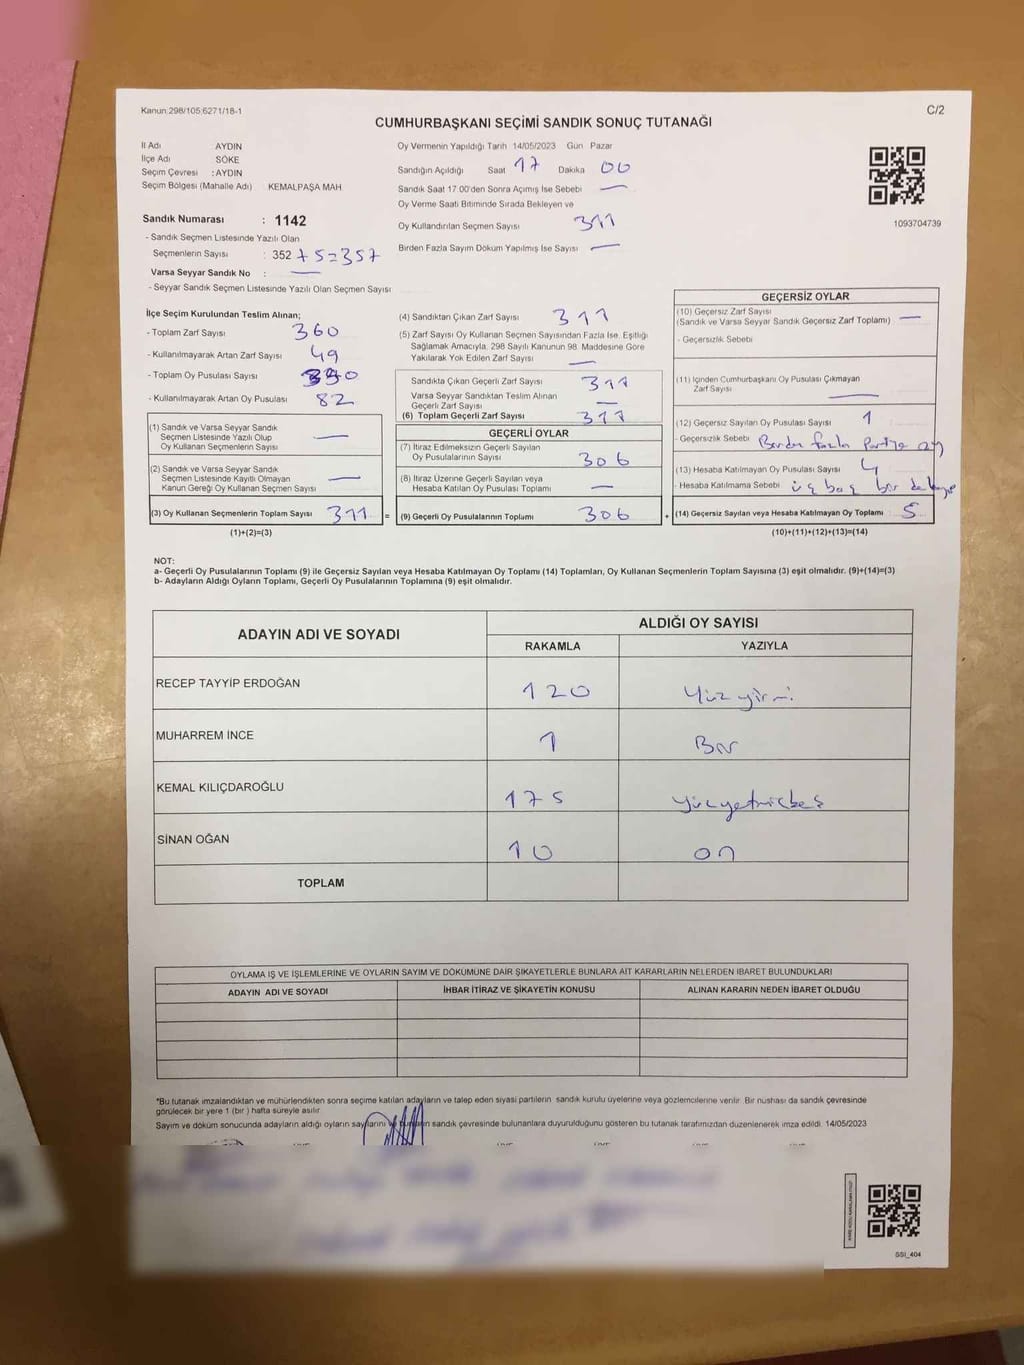 Kanun:298/105;6271/18-1
C/2
CUMHURBAŞKANI SEÇİMİ SANDIK SONUÇ TUTANAĞI
İl Adı AYDIN
İlçe Adı SÖKE
Seçim Çevresi : AYDIN
Seçim Bölgesi (Mahalle Adı) KEMALPAŞA MAH
Sandık Numarası : 1142
- Sandık Seçmen Listesinde Yazılı Olan
Seçmenlerin Sayısı : 352 + 5 = 357
Varsa Seyyar Sandık No : —
- Seyyar Sandık Seçmen Listesinde Yazılı Olan Seçmen Sayısı
Oy Vermenin Yapıldığı Tarih 14/05/2023 Gün Pazar
Sandığın Açıldığı Saat 17 Dakika 00
Sandık Saat 17.00'den Sonra Açılmış İse Sebebi —
Oy Verme Saati Bitiminde Sırada Bekleyen ve
Oy Kullandırılan Seçmen Sayısı 311
Birden Fazla Sayım Döküm Yapılmış İse Sayısı —
1093704739
İlçe Seçim Kurulundan Teslim Alınan;
- Toplam Zarf Sayısı 360
- Kullanılmayarak Artan Zarf Sayısı 49
- Toplam Oy Pusulası Sayısı
- Kullanılmayarak Artan Oy Pusulası 82
(1) Sandık ve Varsa Seyyar Sandık
Seçmen Listesinde Yazılı Olup
Oy Kullanan Seçmenlerin Sayısı —
(2) Sandık ve Varsa Seyyar Sandık
Seçmen Listesinde Kayıtlı Olmayan
Kanun Gereği Oy Kullanan Seçmen Sayısı —
(3) Oy Kullanan Seçmenlerin Toplam Sayısı 311 =
(1)+(2)=(3)
(4) Sandıktan Çıkan Zarf Sayısı 311
(5) Zarf Sayısı Oy Kullanan Seçmen Sayısından Fazla İse, Eşitliği
Sağlamak Amacıyla, 298 Sayılı Kanunun 98. Maddesine Göre
Yakılarak Yok Edilen Zarf Sayısı —
Sandıkta Çıkan Geçerli Zarf Sayısı 311
Varsa Seyyar Sandıktan Teslim Alınan
Geçerli Zarf Sayısı —
(6) Toplam Geçerli Zarf Sayısı 311
GEÇERLİ OYLAR
(7) İtiraz Edilmeksizin Geçerli Sayılan
Oy Pusulalarının Sayısı 306
(8) İtiraz Üzerine Geçerli Sayılan veya
Hesaba Katılan Oy Pusulası Toplamı —
(9) Geçerli Oy Pusulalarının Toplamı 306 +
GEÇERSİZ OYLAR
(10) Geçersiz Zarf Sayısı
(Sandık ve Varsa Seyyar Sandık Geçersiz Zarf Toplamı) —
- Geçersizlik Sebebi
(11) İçinden Cumhurbaşkanı Oy Pusulası Çıkmayan
Zarf Sayısı —
(12) Geçersiz Sayılan Oy Pusulası Sayısı 1
- Geçersizlik Sebebi Birden fazla Partiye oy
(13) Hesaba Katılmayan Oy Pusulası Sayısı 4
- Hesaba Katılmama Sebebi üç boş bir
(14) Geçersiz Sayılan veya Hesaba Katılmayan Oy Toplamı 5
(10)+(11)+(12)+(13)=(14)
NOT:
a- Geçerli Oy Pusulalarının Toplamı (9) ile Geçersiz Sayılan veya Hesaba Katılmayan Oy Toplamı (14) Toplamları, Oy Kullanan Seçmenlerin Toplam Sayısına (3) eşit olmalıdır. (9)+(14)=(3)
b- Adayların Aldığı Oyların Toplamı, Geçerli Oy Pusulalarının Toplamına (9) eşit olmalıdır.
ADAYIN ADI VE SOYADI ALDIĞI OY SAYISI
RAKAMLA YAZIYLA
RECEP TAYYİP ERDOĞAN 120 Yüz yirmi
MUHARREM İNCE 1 Bir
KEMAL KILIÇDAROĞLU 175 yüzyetmişbeş
SİNAN OĞAN 10 on
TOPLAM
OYLAMA İŞ VE İŞLEMLERİNE VE OYLARIN SAYIM VE DÖKÜMÜNE DAİR ŞİKAYETLERLE BUNLARA AİT KARARLARIN NELERDEN İBARET BULUNDUKLARI
ADAYIN ADI VE SOYADI İHBAR İTİRAZ VE ŞİKAYETİN KONUSU ALINAN KARARIN NEDEN İBARET OLDUĞU
*Bu tutanak imzalandıktan ve mühürlendikten sonra seçime katılan adayların ve talep eden siyasi partilerin sandık kurulu üyelerine veya gözlemcilerine verilir. Bir nüshası da sandık çevresinde
görülecek bir yere 1 (bir ) hafta süreyle asılır.
Sayım ve döküm sonucunda adayların aldığı oyların sayılarını ve bunların sandık çevresinde bulunanlara duyurulduğunu gösteren bu tutanak tarafımızdan düzenlenerek imza edildi. 14/05/2023
SSI_404